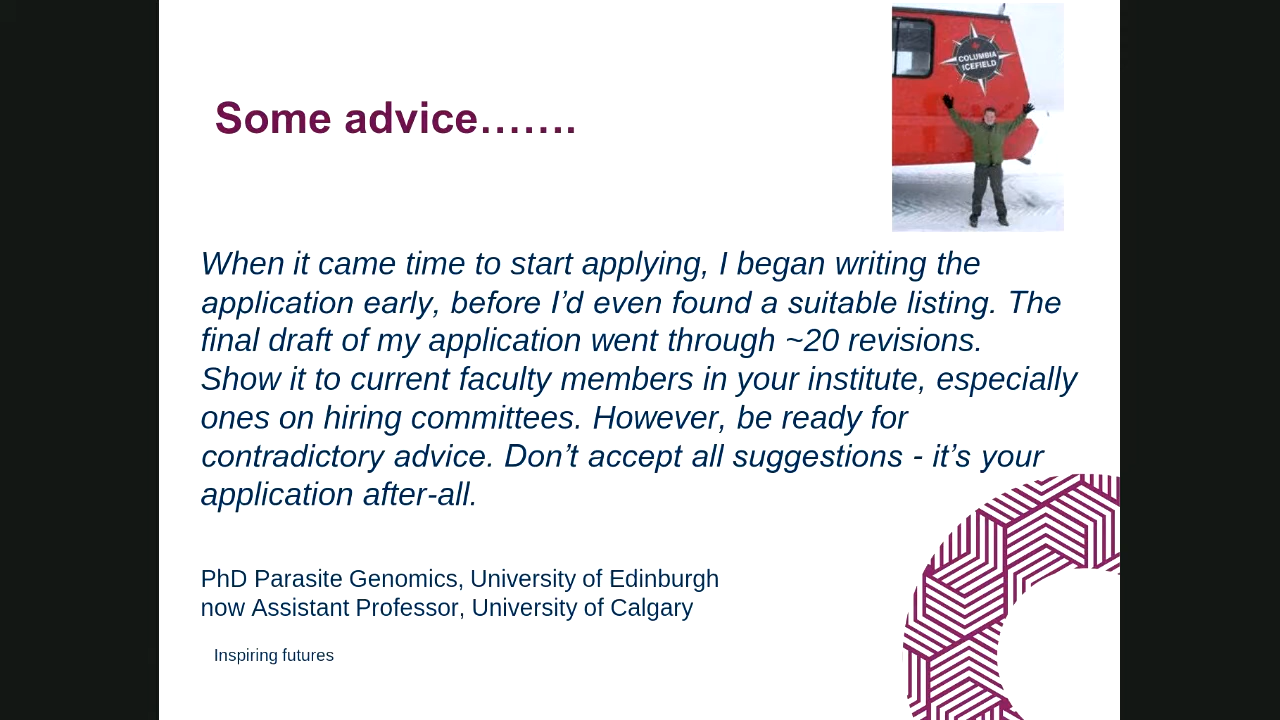 COLUMBIA
ICEFIELD
Some advice…….
When it came time to start applying, I began writing the
application early, before I’d even found a suitable listing. The
final draft of my application went through ~20 revisions.
Show it to current faculty members in your institute, especially
ones on hiring committees. However, be ready for
contradictory advice. Don’t accept all suggestions - it’s your
application after-all.
PhD Parasite Genomics, University of Edinburgh
now Assistant Professor, University of Calgary
Inspiring futures